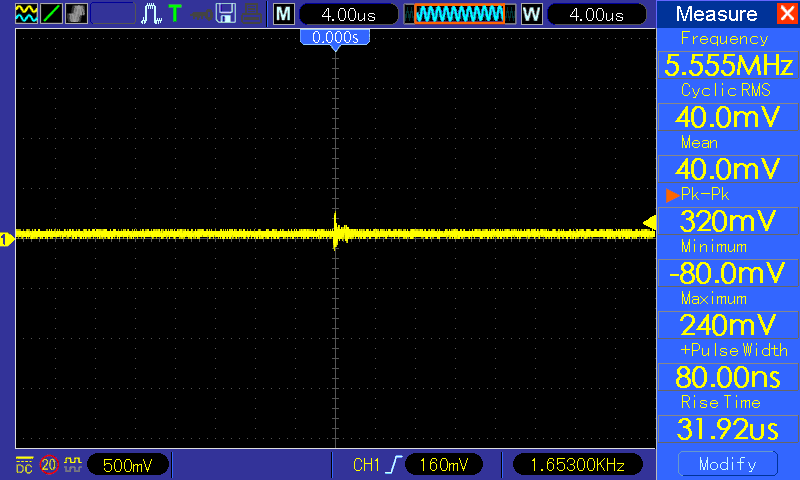 T M 4.00us W 4.00us Measure
0.000s
Frequency
5.555MHz
Cyclic RMS
40.0mV
Mean
40.0mV
Pk-Pk
320mV
1
Minimum
-80.0mV
Maximum
240mV
+Pulse Width
80.00ns
Rise Time
31.92us
DC 20 500mV CH1 160mV 1.65300KHz Modify